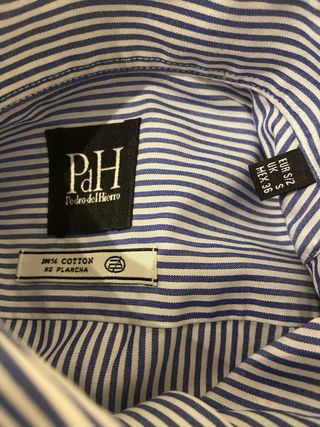 PdH
Pedro del Hierro
100% COTTON
NO PLANCHA
EUR S/2
UK S
MEX 36